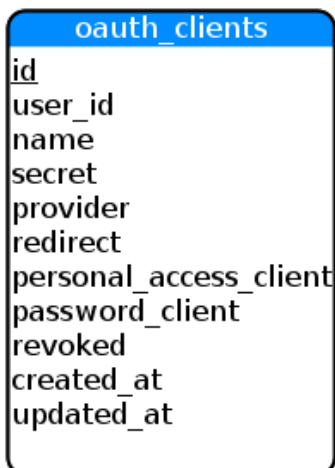 oauth_clients
id
user_id
name
secret
provider
redirect
personal_access_client
password_client
revoked
created_at
updated_at